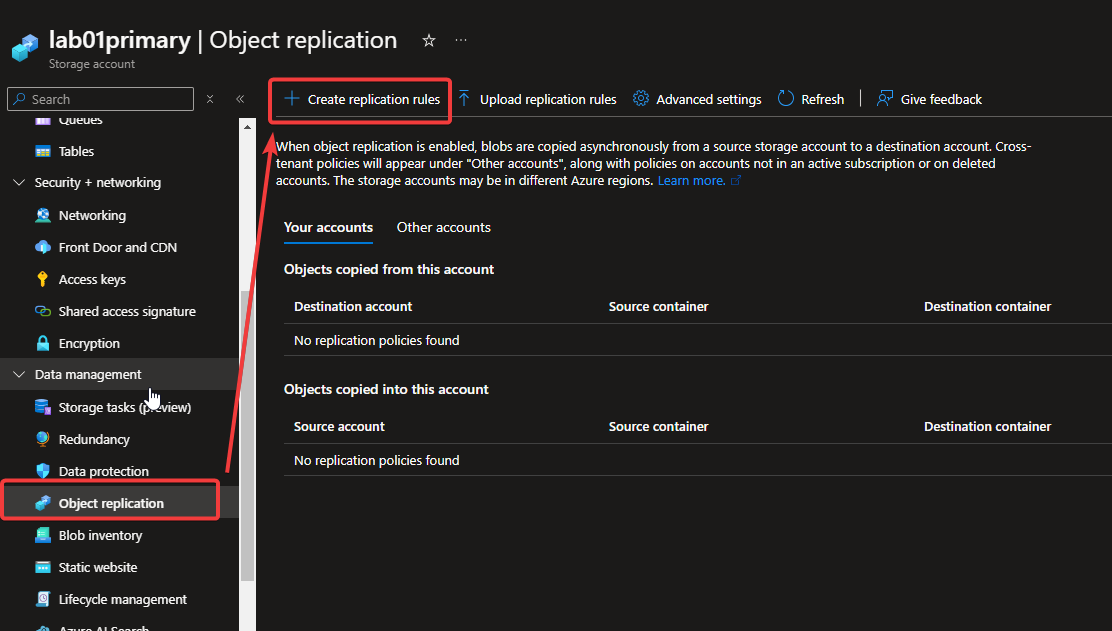 lab01primary | Object replication
Storage account
Search
Queues
Tables
Security + networking
Networking
Front Door and CDN
Access keys
Shared access signature
Encryption
Data management
Storage tasks (preview)
Redundancy
Data protection
Object replication
Blob inventory
Static website
Lifecycle management
Azure AI Search
Create replication rules
Upload replication rules
Advanced settings
Refresh
Give feedback
When object replication is enabled, blobs are copied asynchronously from a source storage account to a destination account. Cross-
tenant policies will appear under "Other accounts", along with policies on accounts not in an active subscription or on deleted
accounts. The storage accounts may be in different Azure regions. Learn more.
Your accounts Other accounts
Objects copied from this account
Destination account Source container Destination container
No replication policies found
Objects copied into this account
Source account Source container Destination container
No replication policies found